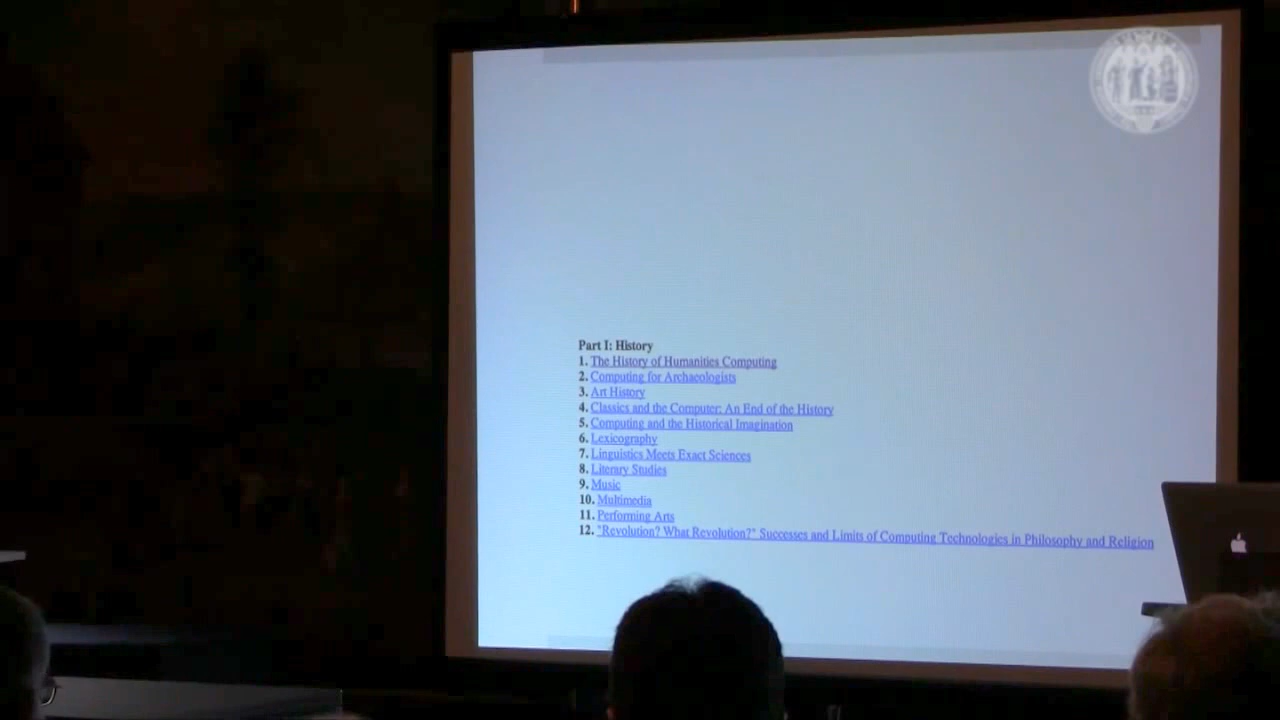 Part I: History
1. The History of Humanities Computing
2. Computing for Archaeologists
3. Art History
4. Classics and the Computer: An End of the History
5. Computing and the Historical Imagination
6. Lexicography
7. Linguistics Meets Exact Sciences
8. Literary Studies
9. Music
10. Multimedia
11. Performing Arts
12. "Revolution? What Revolution?" Successes and Limits of Computing Technologies in Philosophy and Religion